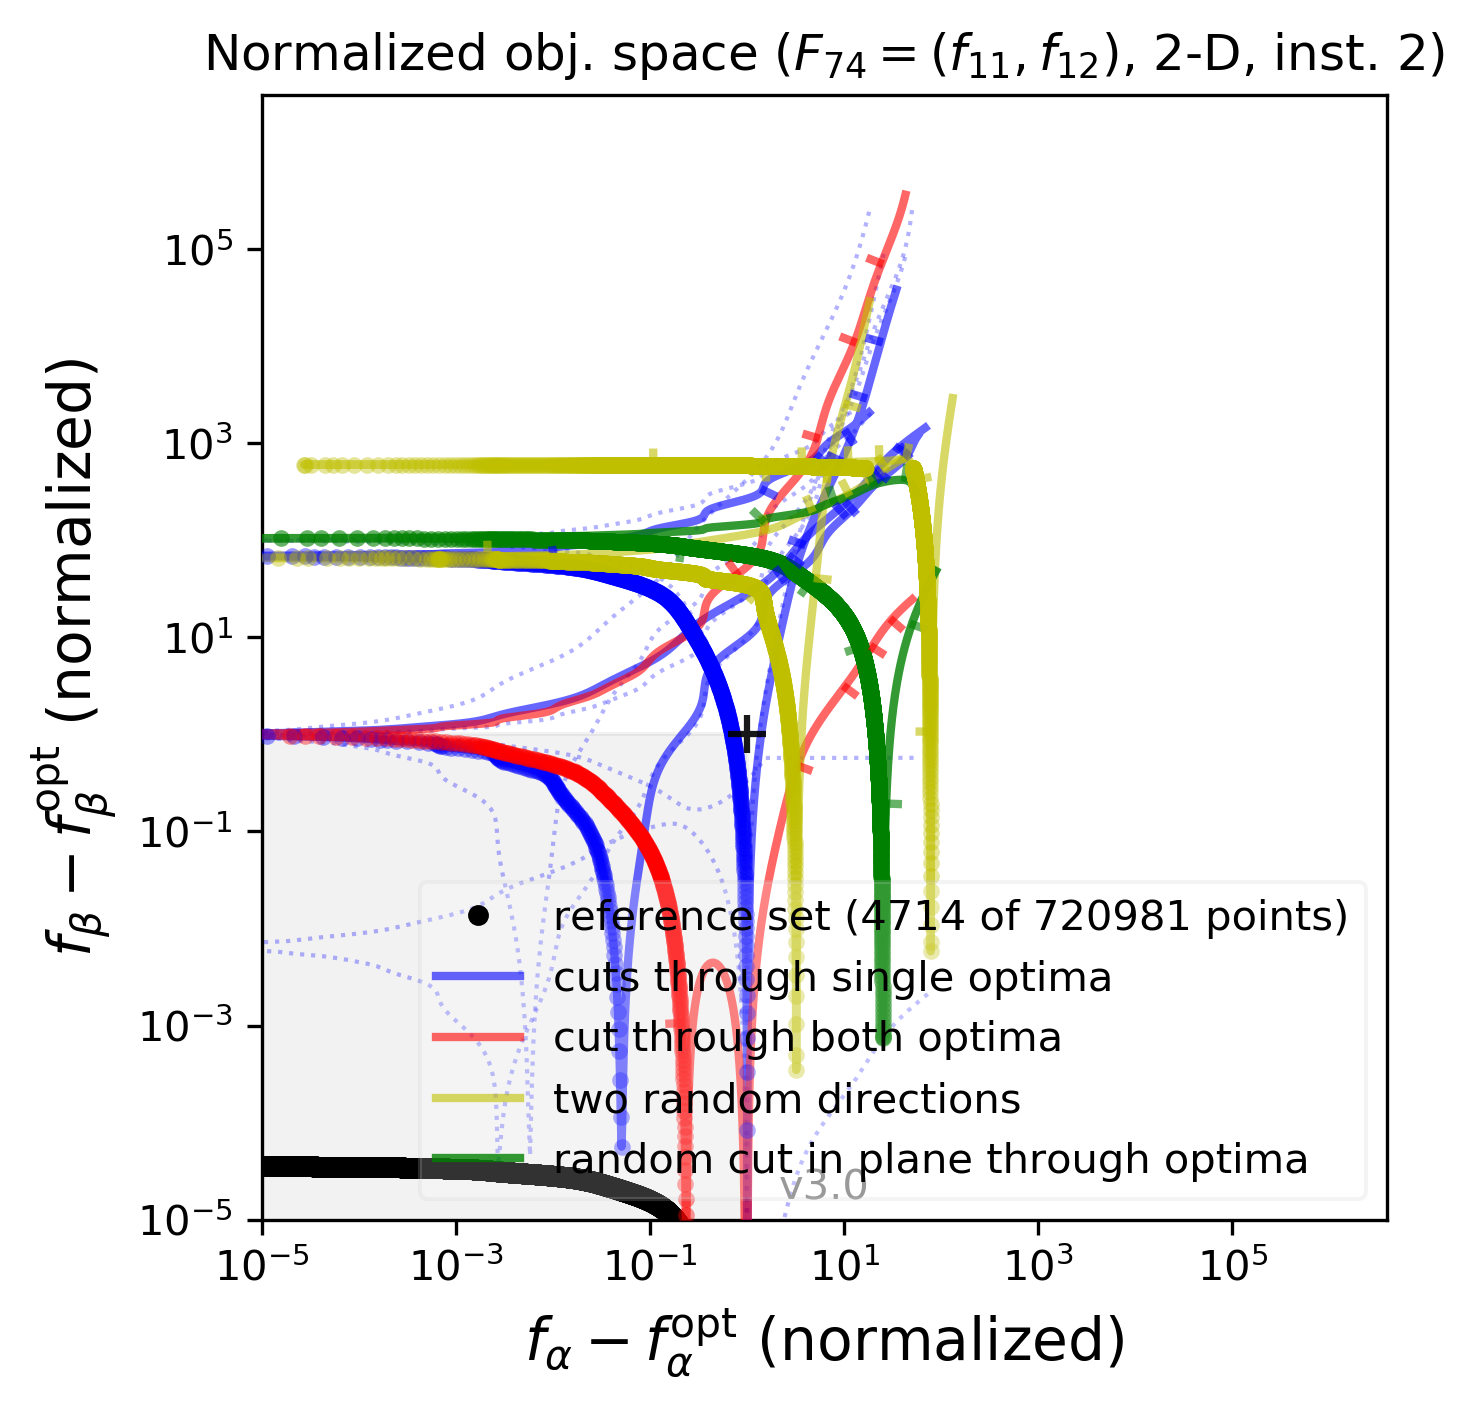 Normalized obj. space (F₇₄ = (f₁₁, f₁₂), 2-D, inst. 2)
f_β − f_β^opt (normalized)
10⁵
10³
10¹
10⁻¹
10⁻³
10⁻⁵
reference set (4714 of 720981 points)
cuts through single optima
cut through both optima
two random directions
random cut in plane through optima
v3.0
10⁻⁵ 10⁻³ 10⁻¹ 10¹ 10³ 10⁵
f_α − f_α^opt (normalized)